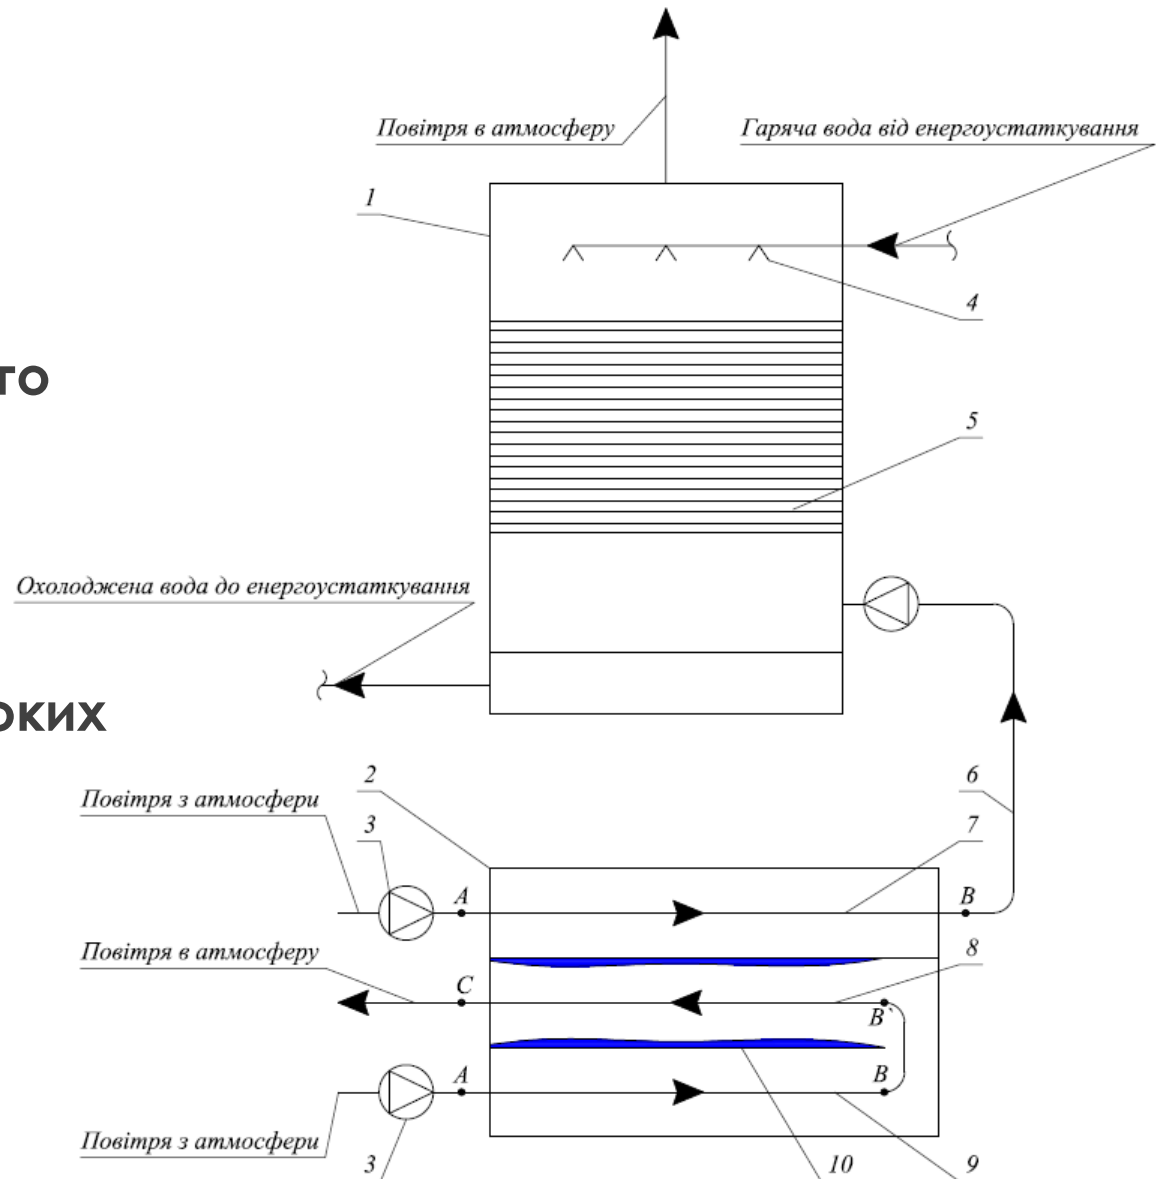 Повітря в атмосферу
Гаряча вода від енергоустаткування
1
4
го
5
Охолоджена вода до енергоустаткування
оких
2
6
Повітря з атмосфери
3
7
A
B
Повітря в атмосферу
8
C
B`
A
B
Повітря з атмосфери
3
10
9